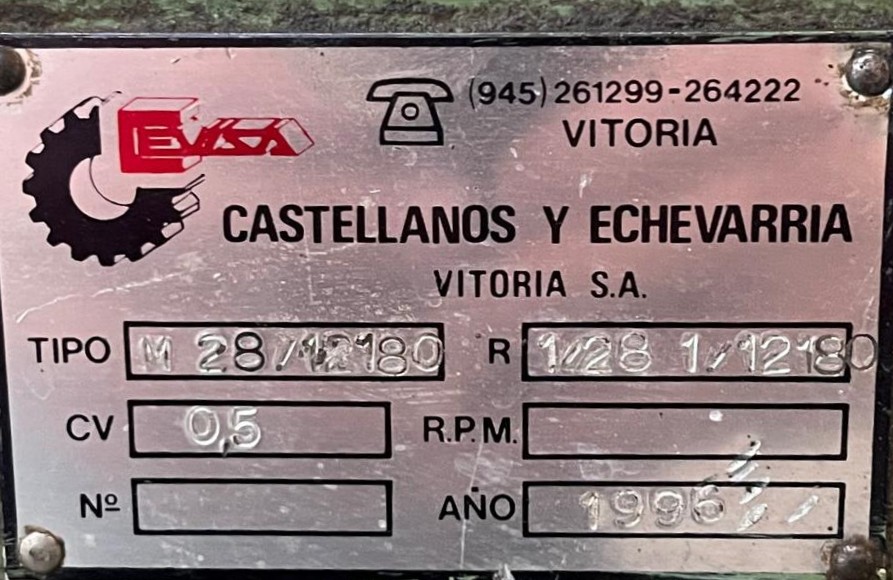 CEVISA
(945) 261299-264222
VITORIA
CASTELLANOS Y ECHEVARRIA
VITORIA S.A.
TIPO M 28/12180 R 1/28 1/12180
CV 0,5 R.P.M.
Nº AÑO 1996